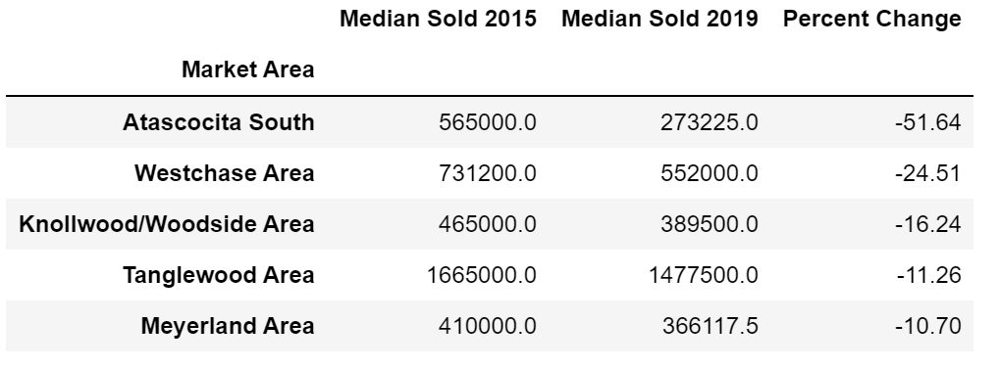 Median Sold 2015 Median Sold 2019 Percent Change
Market Area
Atascocita South 565000.0 273225.0 -51.64
Westchase Area 731200.0 552000.0 -24.51
Knollwood/Woodside Area 465000.0 389500.0 -16.24
Tanglewood Area 1665000.0 1477500.0 -11.26
Meyerland Area 410000.0 366117.5 -10.70